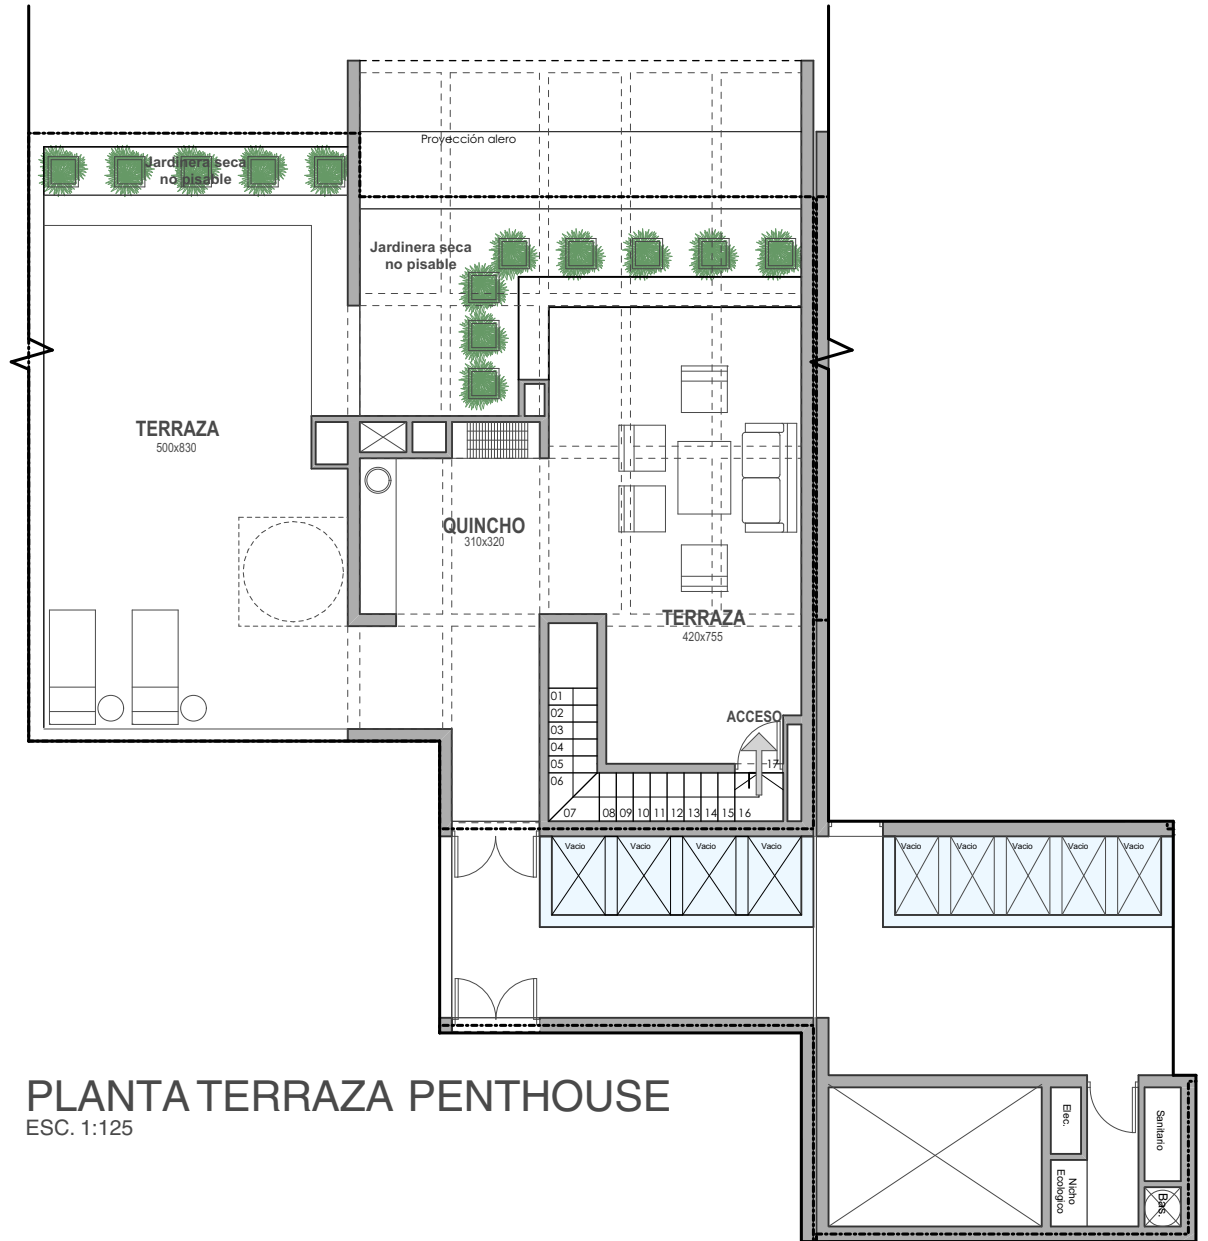 Proyección alero
Jardinera seca
no pisable
Jardinera seca
no pisable
TERRAZA
500x830
QUINCHO
310x320
TERRAZA
420x755
ACCESO
01
02
03
04
05
06
07
08
09
10
11
12
13
14
15
16
17
Vacio
Vacio
Vacio
Vacio
Vacio
Vacio
Vacio
Vacio
Vacio
PLANTA TERRAZA PENTHOUSE
ESC. 1:125
Elec.
Sanitario
Nicho
Ecologico
Bas.